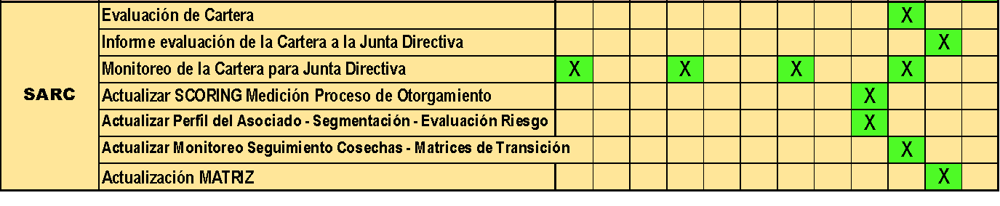 Evaluación de Cartera X
Informe evaluación de la Cartera a la Junta Directiva X
Monitoreo de la Cartera para Junta Directiva X X X X
SARC
Actualizar SCORING Medición Proceso de Otorgamiento X
Actualizar Perfil del Asociado - Segmentación - Evaluación Riesgo X
Actualizar Monitoreo Seguimiento Cosechas - Matrices de Transición X
Actualización MATRIZ X